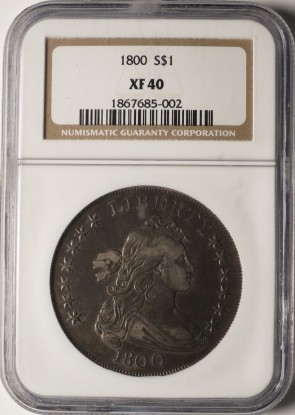 1800 S$1
XF 40
1867685-002
NUMISMATIC GUARANTY CORPORATION
LIBERTY
1800